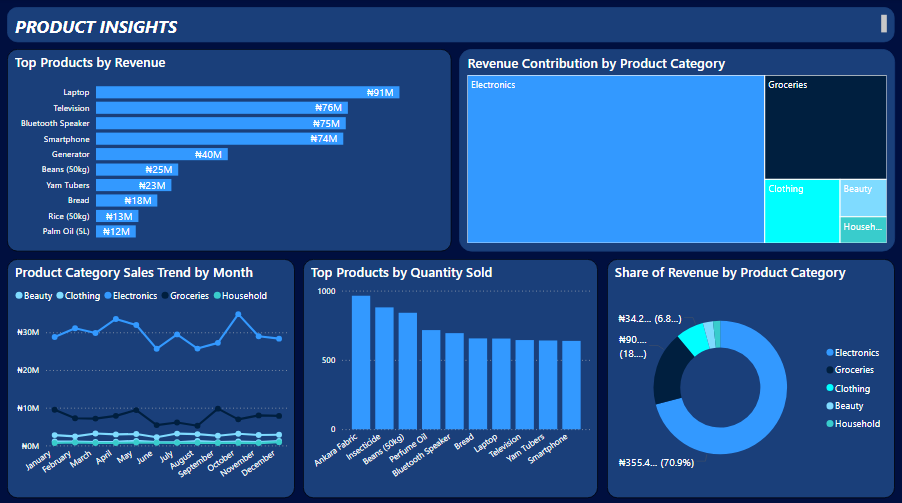 PRODUCT INSIGHTS
Top Products by Revenue
Laptop ₦91M
Television ₦76M
Bluetooth Speaker ₦75M
Smartphone ₦74M
Generator ₦40M
Beans (50kg) ₦25M
Yam Tubers ₦23M
Bread ₦18M
Rice (50kg) ₦13M
Palm Oil (5L) ₦12M
Revenue Contribution by Product Category
Electronics
Groceries
Clothing
Beauty
Househ...
Product Category Sales Trend by Month
Beauty Clothing Electronics Groceries Household
₦30M
₦20M
₦10M
₦0M
January
February
March
April
May
June
July
August
September
October
November
December
Top Products by Quantity Sold
1000
500
0
Ankara Fabric
Insecticide
Beans (50kg)
Perfume Oil
Bluetooth Speaker
Bread
Laptop
Television
Yam Tubers
Smartphone
Share of Revenue by Product Category
₦34.2... (6.8...)
₦90....
(18....)
₦355.4... (70.9%)
Electronics
Groceries
Clothing
Beauty
Household